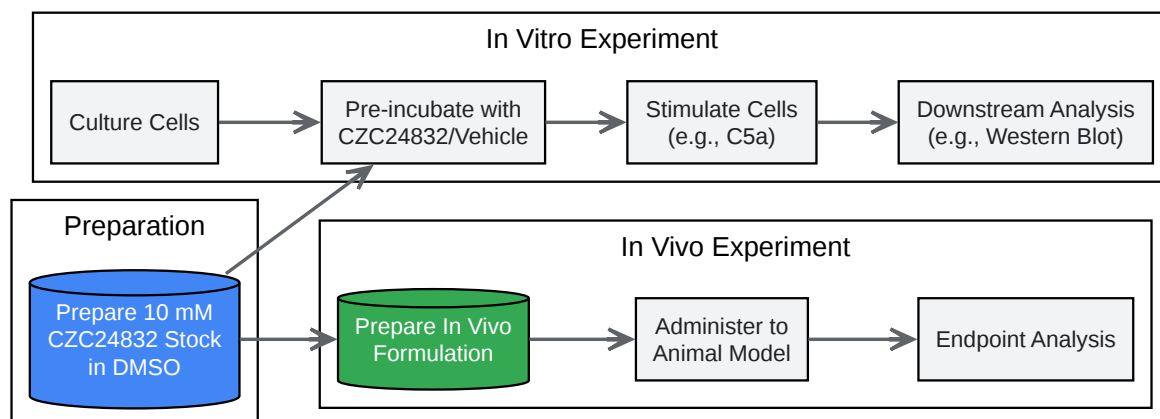 In Vitro Experiment
Culture Cells
Pre-incubate with
CZC24832/Vehicle
Stimulate Cells
(e.g., C5a)
Downstream Analysis
(e.g., Western Blot)
Preparation
Prepare 10 mM
CZC24832 Stock
in DMSO
In Vivo Experiment
Prepare In Vivo
Formulation
Administer to
Animal Model
Endpoint Analysis